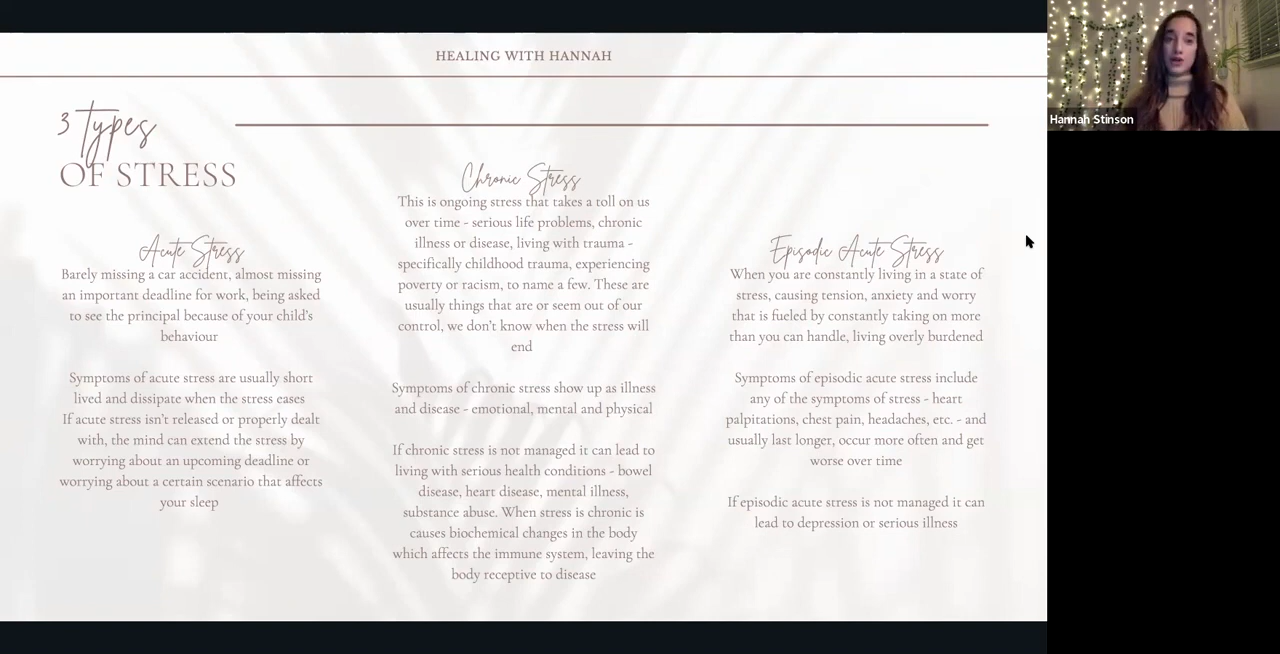 HEALING WITH HANNAH
3 types
OF STRESS
Acute Stress
Barely missing a car accident, almost missing
an important deadline for work, being asked
to see the principal because of your child's
behaviour
Symptoms of acute stress are usually short
lived and dissipate when the stress eases
If acute stress isn't released or properly dealt
with, the mind can extend the stress by
worrying about an upcoming deadline or
worrying about a certain scenario that affects
your sleep
Chronic Stress
This is ongoing stress that takes a toll on us
over time - serious life problems, chronic
illness or disease, living with trauma -
specifically childhood trauma, experiencing
poverty or racism, to name a few. These are
usually things that are or seem out of our
control, we don't know when the stress will
end
Symptoms of chronic stress show up as illness
and disease - emotional, mental and physical
If chronic stress is not managed it can lead to
living with serious health conditions - bowel
disease, heart disease, mental illness,
substance abuse. When stress is chronic is
causes biochemical changes in the body
which affects the immune system, leaving the
body receptive to disease
Episodic Acute Stress
When you are constantly living in a state of
stress, causing tension, anxiety and worry
that is fueled by constantly taking on more
than you can handle, living overly burdened
Symptoms of episodic acute stress include
any of the symptoms of stress - heart
palpitations, chest pain, headaches, etc. - and
usually last longer, occur more often and get
worse over time
If episodic acute stress is not managed it can
lead to depression or serious illness
Hannah Stinson